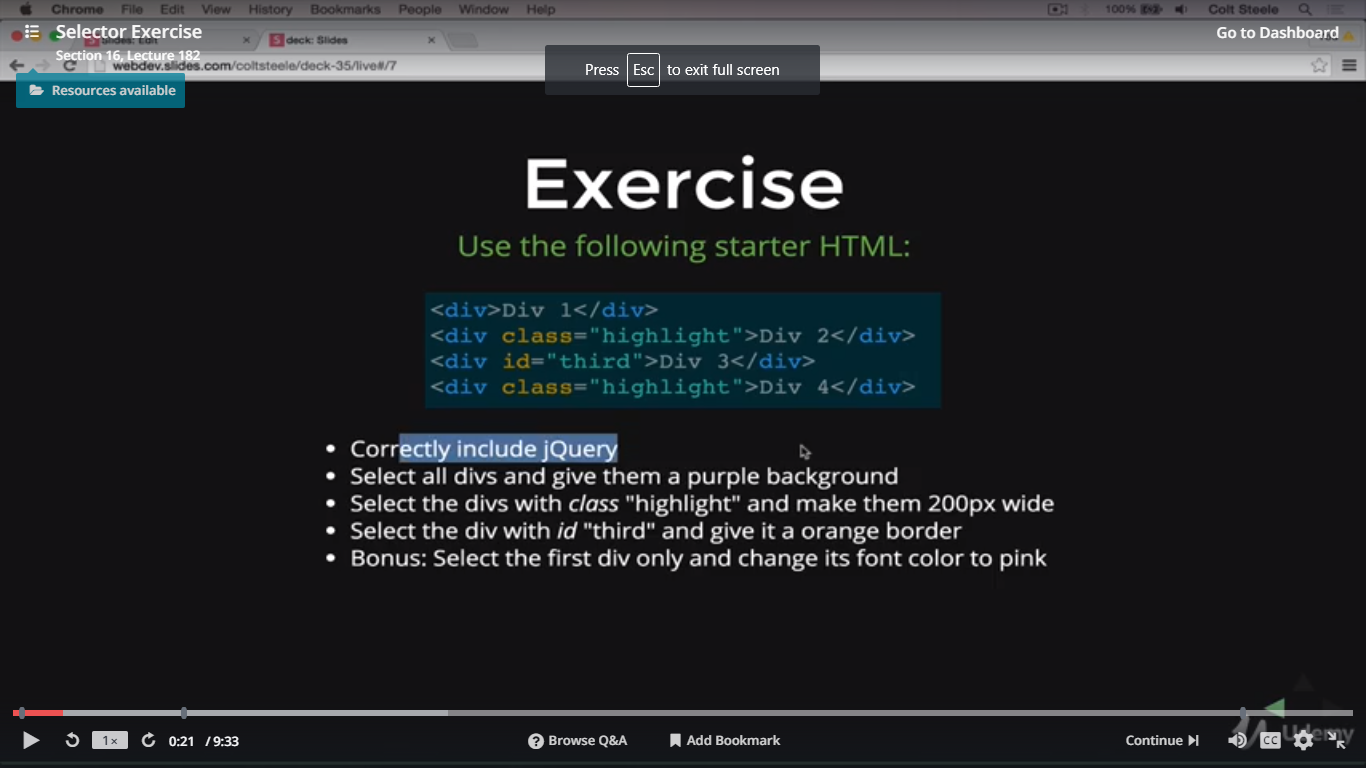 Chrome File Edit View History Bookmarks People Window Help 100% Colt Steele
Selector Exercise
Slides: Edit
deck: Slides
Go to Dashboard
Section 16, Lecture 182
webdev.slides.com/coltsteele/deck-35/live#/7
Press Esc to exit full screen
Resources available
Exercise
Use the following starter HTML:
<div>Div 1</div>
<div class="highlight">Div 2</div>
<div id="third">Div 3</div>
<div class="highlight">Div 4</div>
• Correctly include jQuery
• Select all divs and give them a purple background
• Select the divs with class "highlight" and make them 200px wide
• Select the div with id "third" and give it a orange border
• Bonus: Select the first div only and change its font color to pink
1× 0:21 / 9:33 Browse Q&A Add Bookmark Continue CC
Udemy